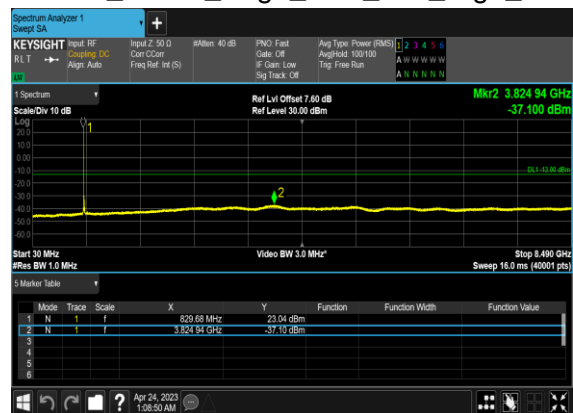 Spectrum Analyzer 1
Swept SA
+
KEYSIGHT Input: RF Input Z: 50 Ω #Atten: 40 dB PNO: Fast Avg Type: Power (RMS) 1 2 3 4 5 6
RLT Coupling: DC Corr CCorr Gate: Off Avg|Hold: 100/100 A W W W W W
Align: Auto Freq Ref: Int (S) IF Gain: Low Trig: Free Run
Sig Track: Off A N N N N N
1 Spectrum Ref Lvl Offset 7.60 dB Mkr2 3.824 94 GHz
Scale/Div 10 dB Ref Level 30.00 dBm -37.100 dBm
Log
1
20.0
10.0
0.00
-10.0
DL1 -13.00 dBm
-20.0
-30.0
2
-40.0
-50.0
-60.0
Start 30 MHz Video BW 3.0 MHz* Stop 8.490 GHz
#Res BW 1.0 MHz Sweep 16.0 ms (40001 pts)
5 Marker Table
Mode Trace Scale X Y Function Function Width Function Value
1 N 1 f 829.68 MHz 23.04 dBm
2 N 1 f 3.824 94 GHz -37.10 dBm
3
4
5
6
? Apr 24, 2023
1:08:50 AM